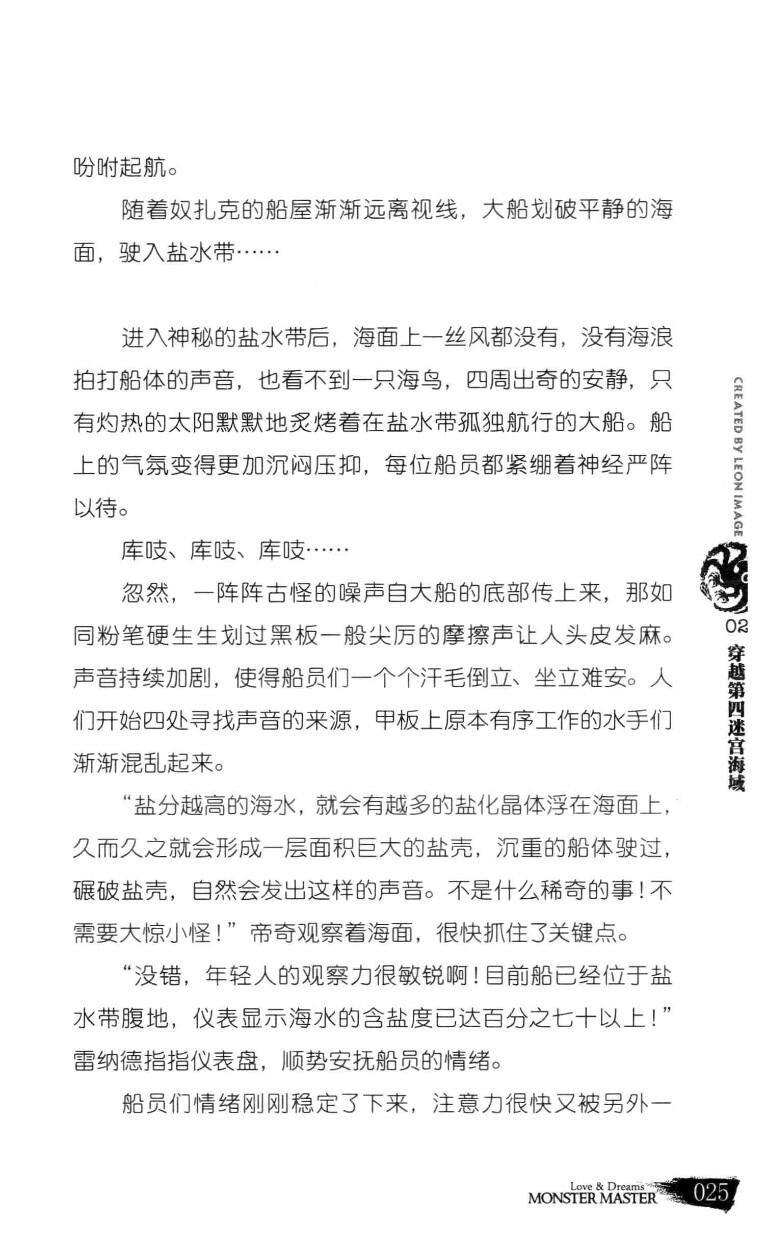 吩咐起航。
随着奴扎克的船屋渐渐远离视线，大船划破平静的海
面，驶入盐水带……
进入神秘的盐水带后，海面上一丝风都没有，没有海浪
拍打船体的声音，也看不到一只海鸟，四周出奇的安静，只
有灼热的太阳默默地炙烤着在盐水带孤独航行的大船。船
上的气氛变得更加沉闷压抑，每位船员都紧绷着神经严阵
以待。
库吱、库吱、库吱……
忽然，一阵阵古怪的噪声自大船的底部传上来，那如
同粉笔硬生生划过黑板一般尖厉的摩擦声让人头皮发麻。
声音持续加剧，使得船员们一个个汗毛倒立、坐立难安。人
们开始四处寻找声音的来源，甲板上原本有序工作的水手们
渐渐混乱起来。
“盐分越高的海水，就会有越多的盐化晶体浮在海面上，
久而久之就会形成一层面积巨大的盐壳，沉重的船体驶过，
碾破盐壳，自然会发出这样的声音。不是什么稀奇的事！不
需要大惊小怪！”帝奇观察着海面，很快抓住了关键点。
“没错，年轻人的观察力很敏锐啊！目前船已经位于盐
水带腹地，仪表显示海水的含盐度已达百分之七十以上！”
雷纳德指指仪表盘，顺势安抚船员的情绪。
船员们情绪刚刚稳定了下来，注意力很快又被另外一
CREATED BY LEON IMAGE
02
穿越第四迷宫海域
Love & Dreams
MONSTER MASTER
025